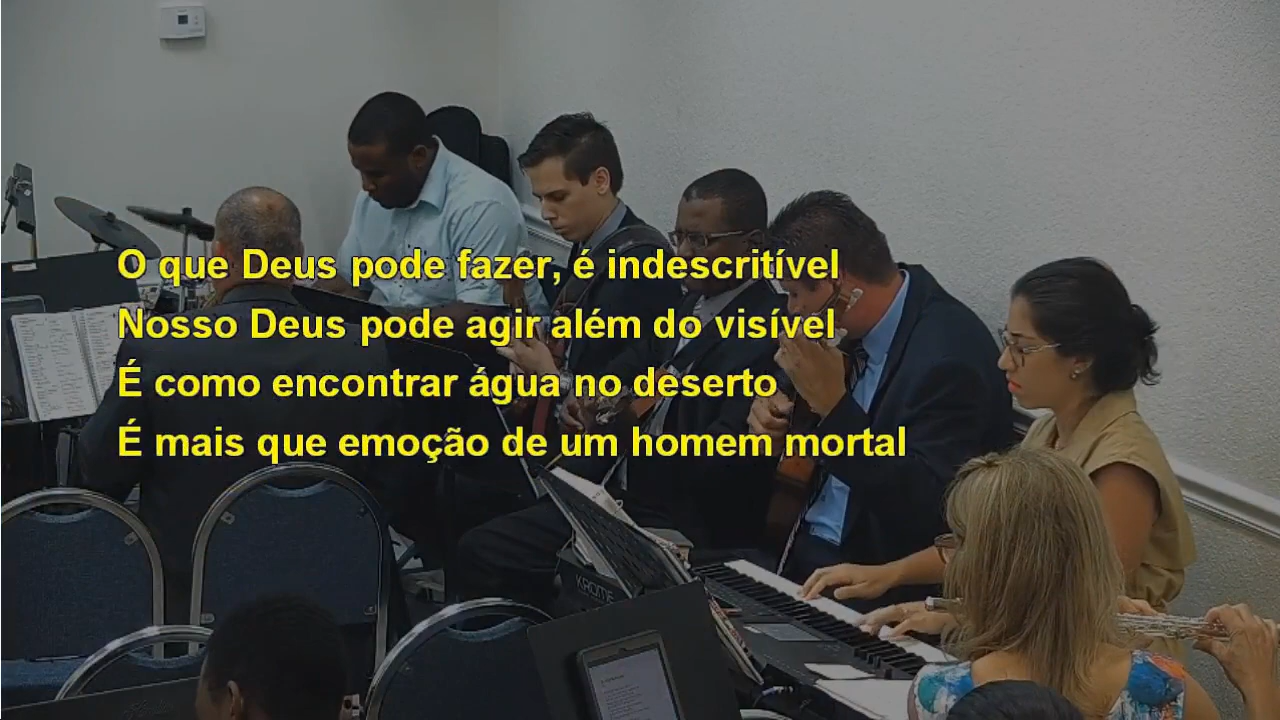 O que Deus pode fazer, é indescritível
Nosso Deus pode agir além do visível
É como encontrar água no deserto
É mais que emoção de um homem mortal
KROME